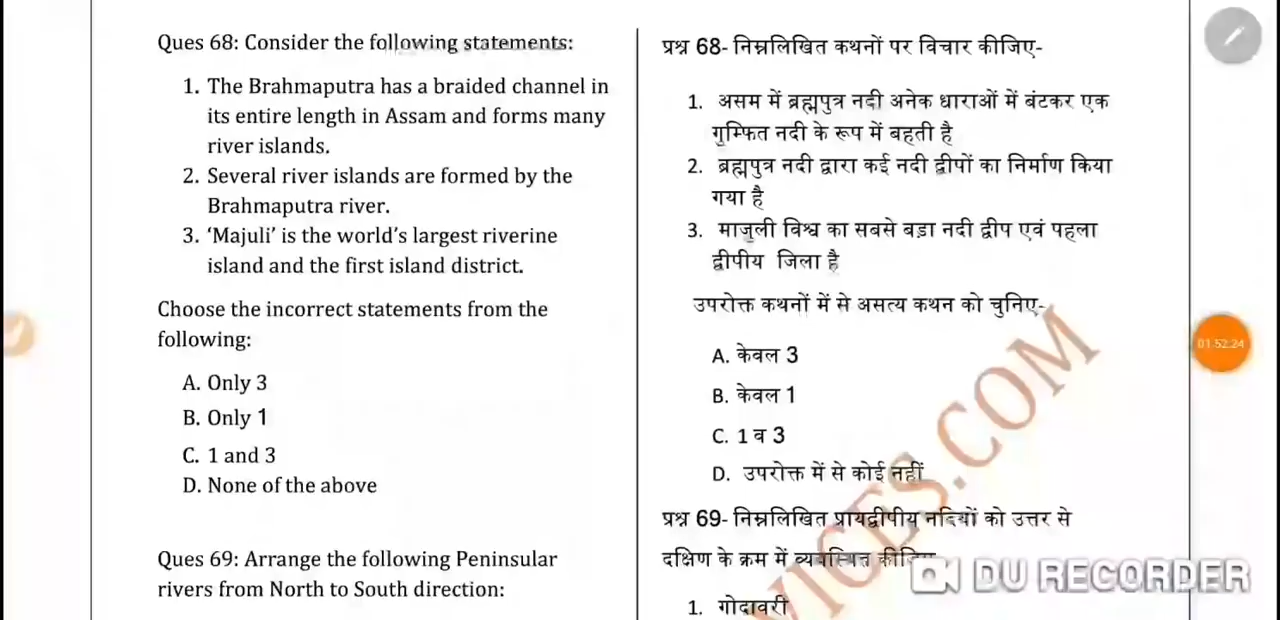 Ques 68: Consider the following statements:
1. The Brahmaputra has a braided channel in
its entire length in Assam and forms many
river islands.
2. Several river islands are formed by the
Brahmaputra river.
3. ‘Majuli’ is the world’s largest riverine
island and the first island district.
Choose the incorrect statements from the
following:
A. Only 3
B. Only 1
C. 1 and 3
D. None of the above
Ques 69: Arrange the following Peninsular
rivers from North to South direction:
प्रश्न 68- निम्नलिखित कथनों पर विचार कीजिए-
1. असम में ब्रह्मपुत्र नदी अनेक धाराओं में बंटकर एक
गुम्फित नदी के रूप में बहती है
2. ब्रह्मपुत्र नदी द्वारा कई नदी द्वीपों का निर्माण किया
गया है
3. माजुली विश्व का सबसे बड़ा नदी द्वीप एवं पहला
द्वीपीय जिला है
उपरोक्त कथनों में से असत्य कथन को चुनिए-
A. केवल 3
B. केवल 1
C. 1 व 3
D. उपरोक्त में से कोई नहीं
प्रश्न 69- निम्नलिखित प्रायद्वीपीय नदियों को उत्तर से
दक्षिण के क्रम में व्यवस्थित
1. गोदावरी
01:52:24
VICES.COM
DU RECORDER